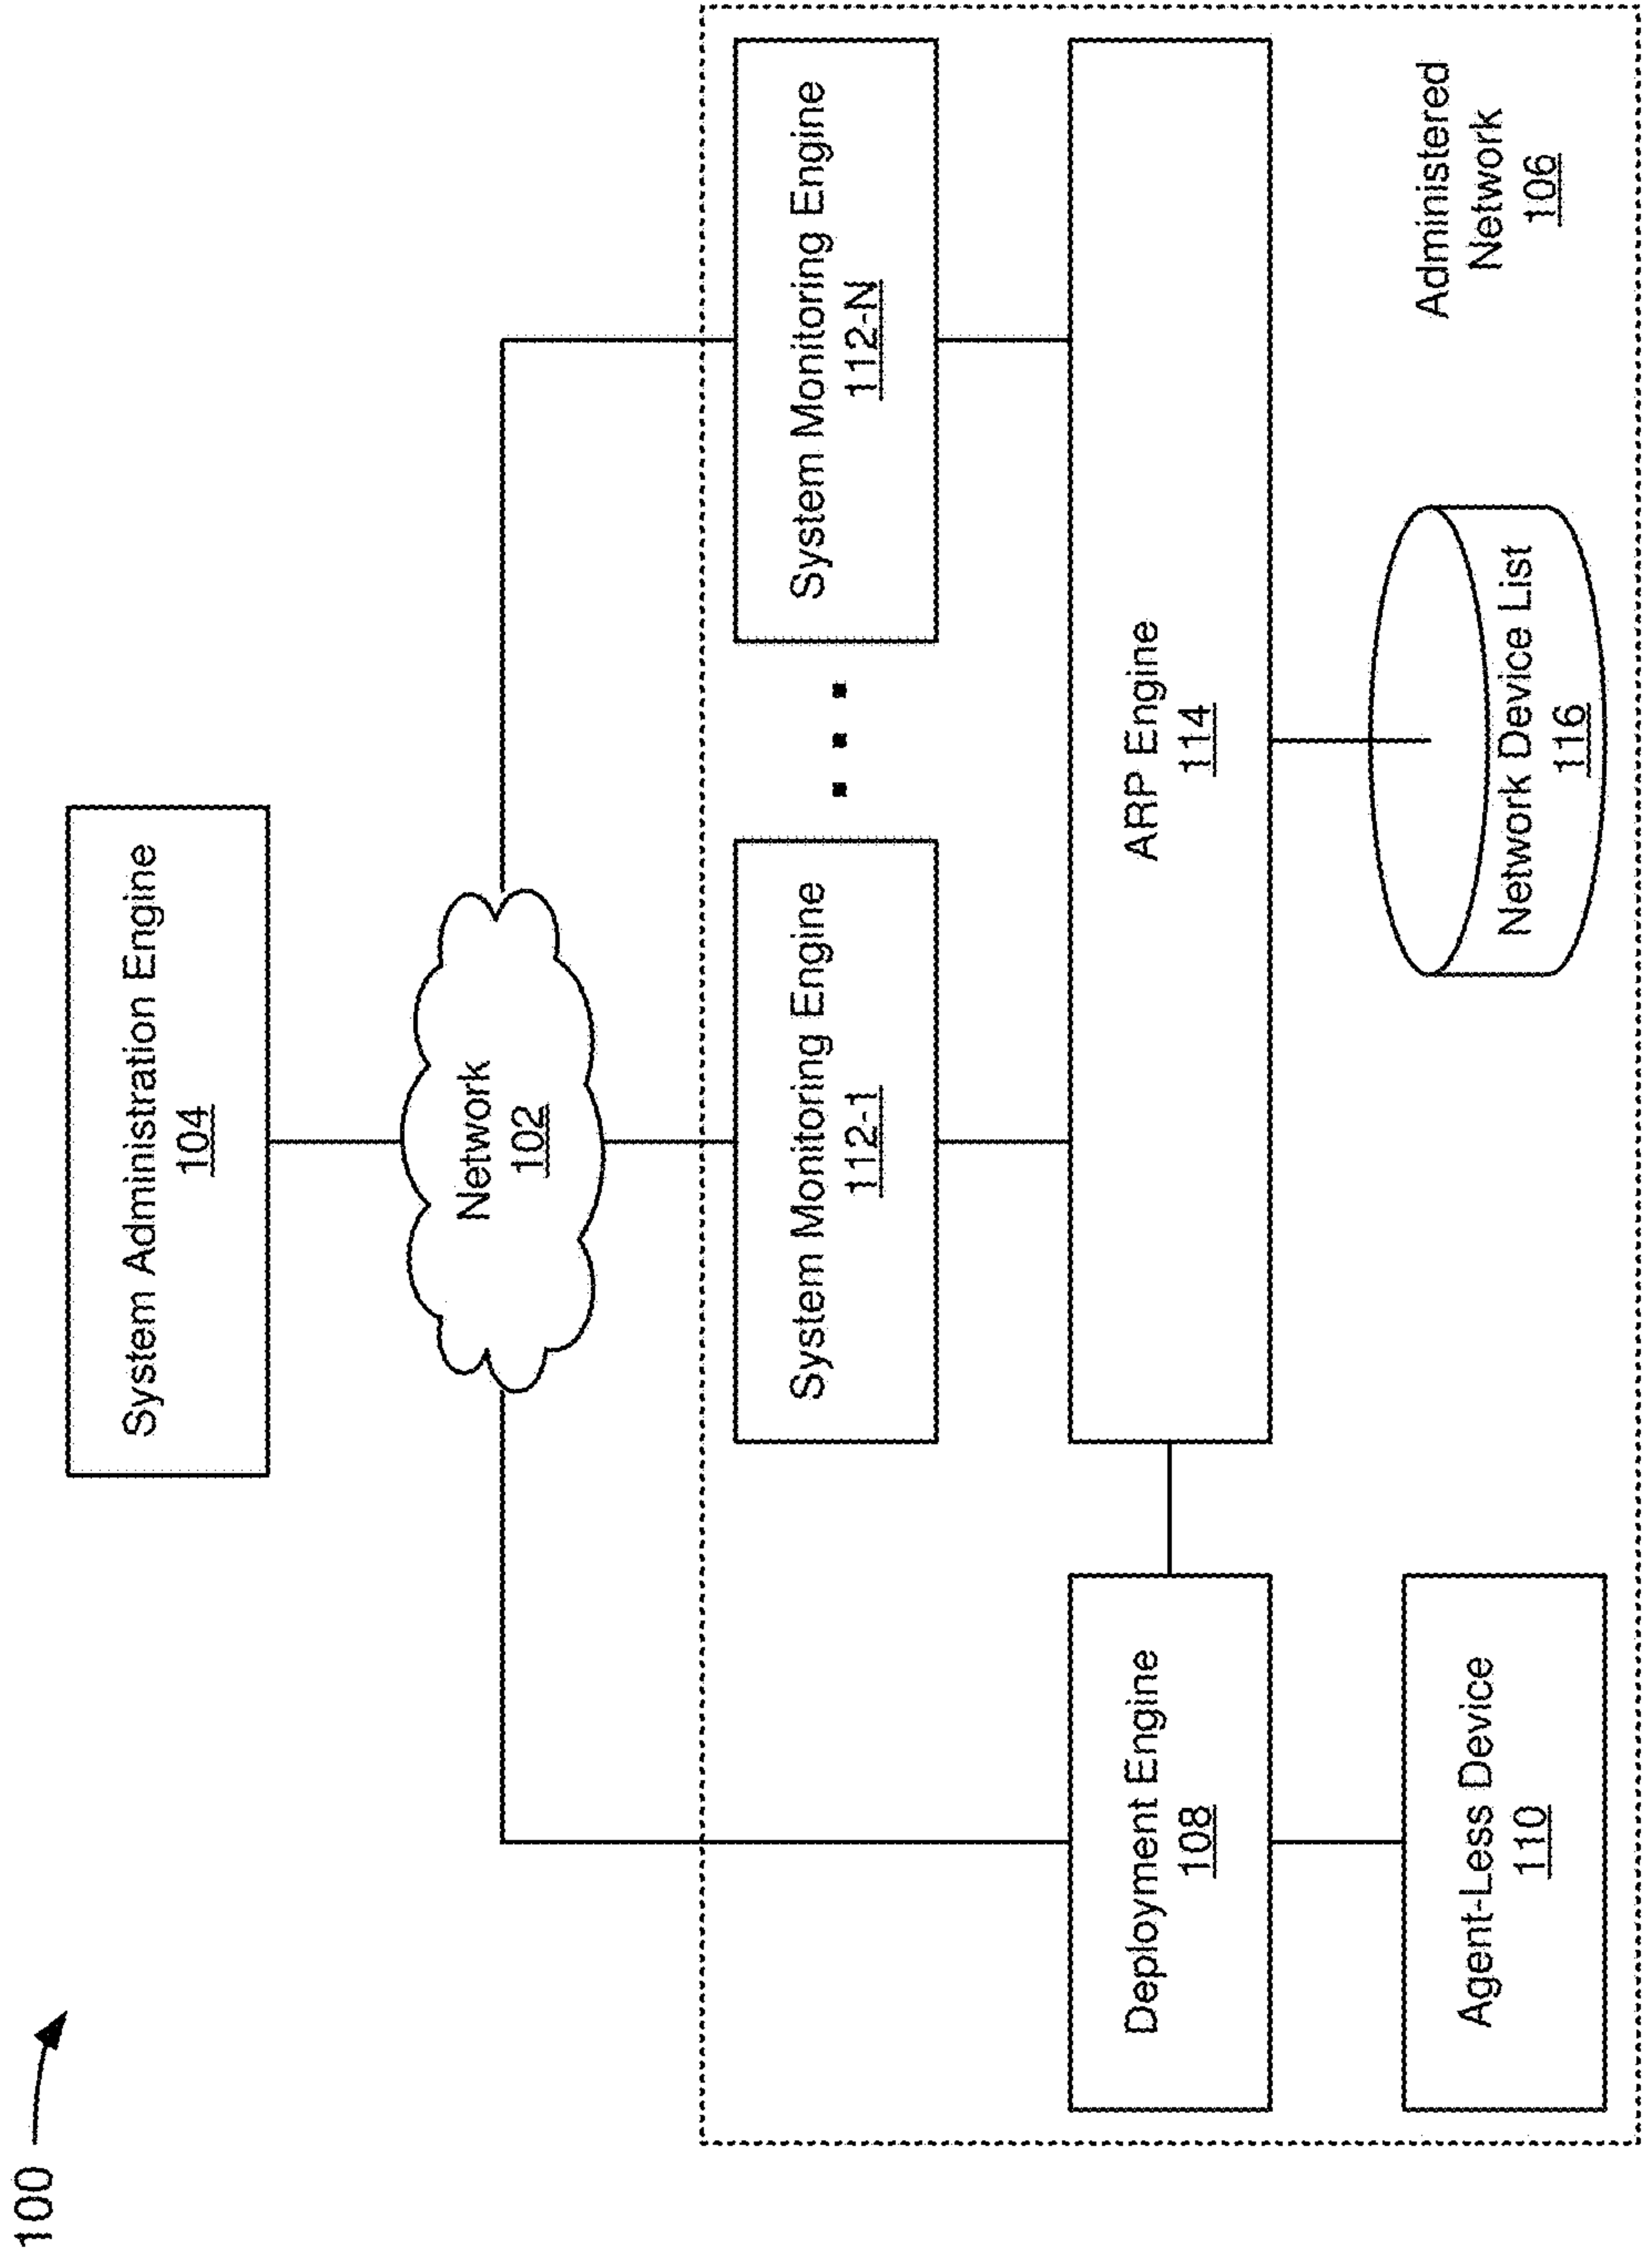 100
System Administration Engine
104
Network
102
System Monitoring Engine
112-1
System Monitoring Engine
112-N
Deployment Engine
108
ARP Engine
114
Agent-Less Device
110
Network Device List
116
Administered
Network
106